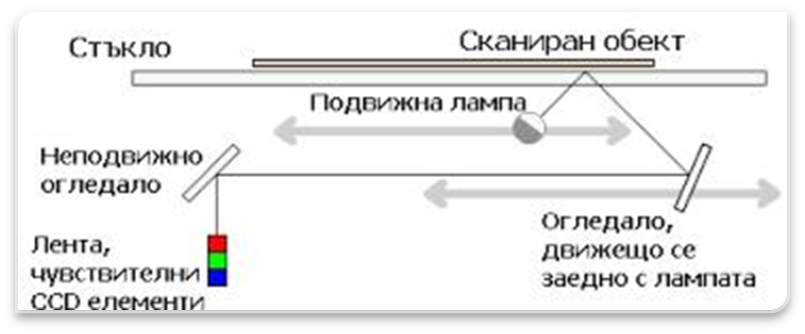 Стъкло
Сканиран обект
Подвижна лампа
Неподвижно
огледало
Огледало,
движещо се
заедно с лампата
Лента,
чувствителни
CCD елементи